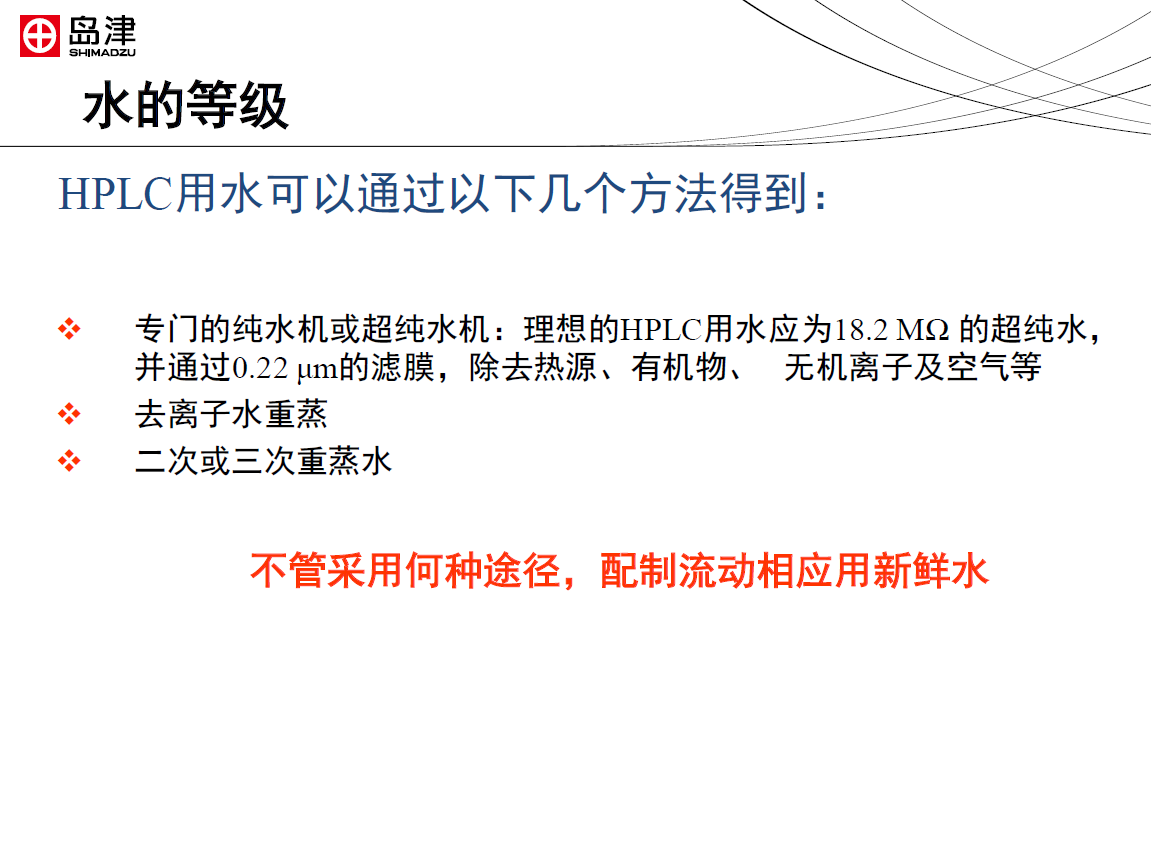 岛津
SHIMADZU
水的等级
HPLC用水可以通过以下几个方法得到：
专门的纯水机或超纯水机：理想的HPLC用水应为18.2 MΩ 的超纯水，
并通过0.22 μm的滤膜，除去热源、有机物、 无机离子及空气等
去离子水重蒸
二次或三次重蒸水
不管采用何种途径，配制流动相应用新鲜水